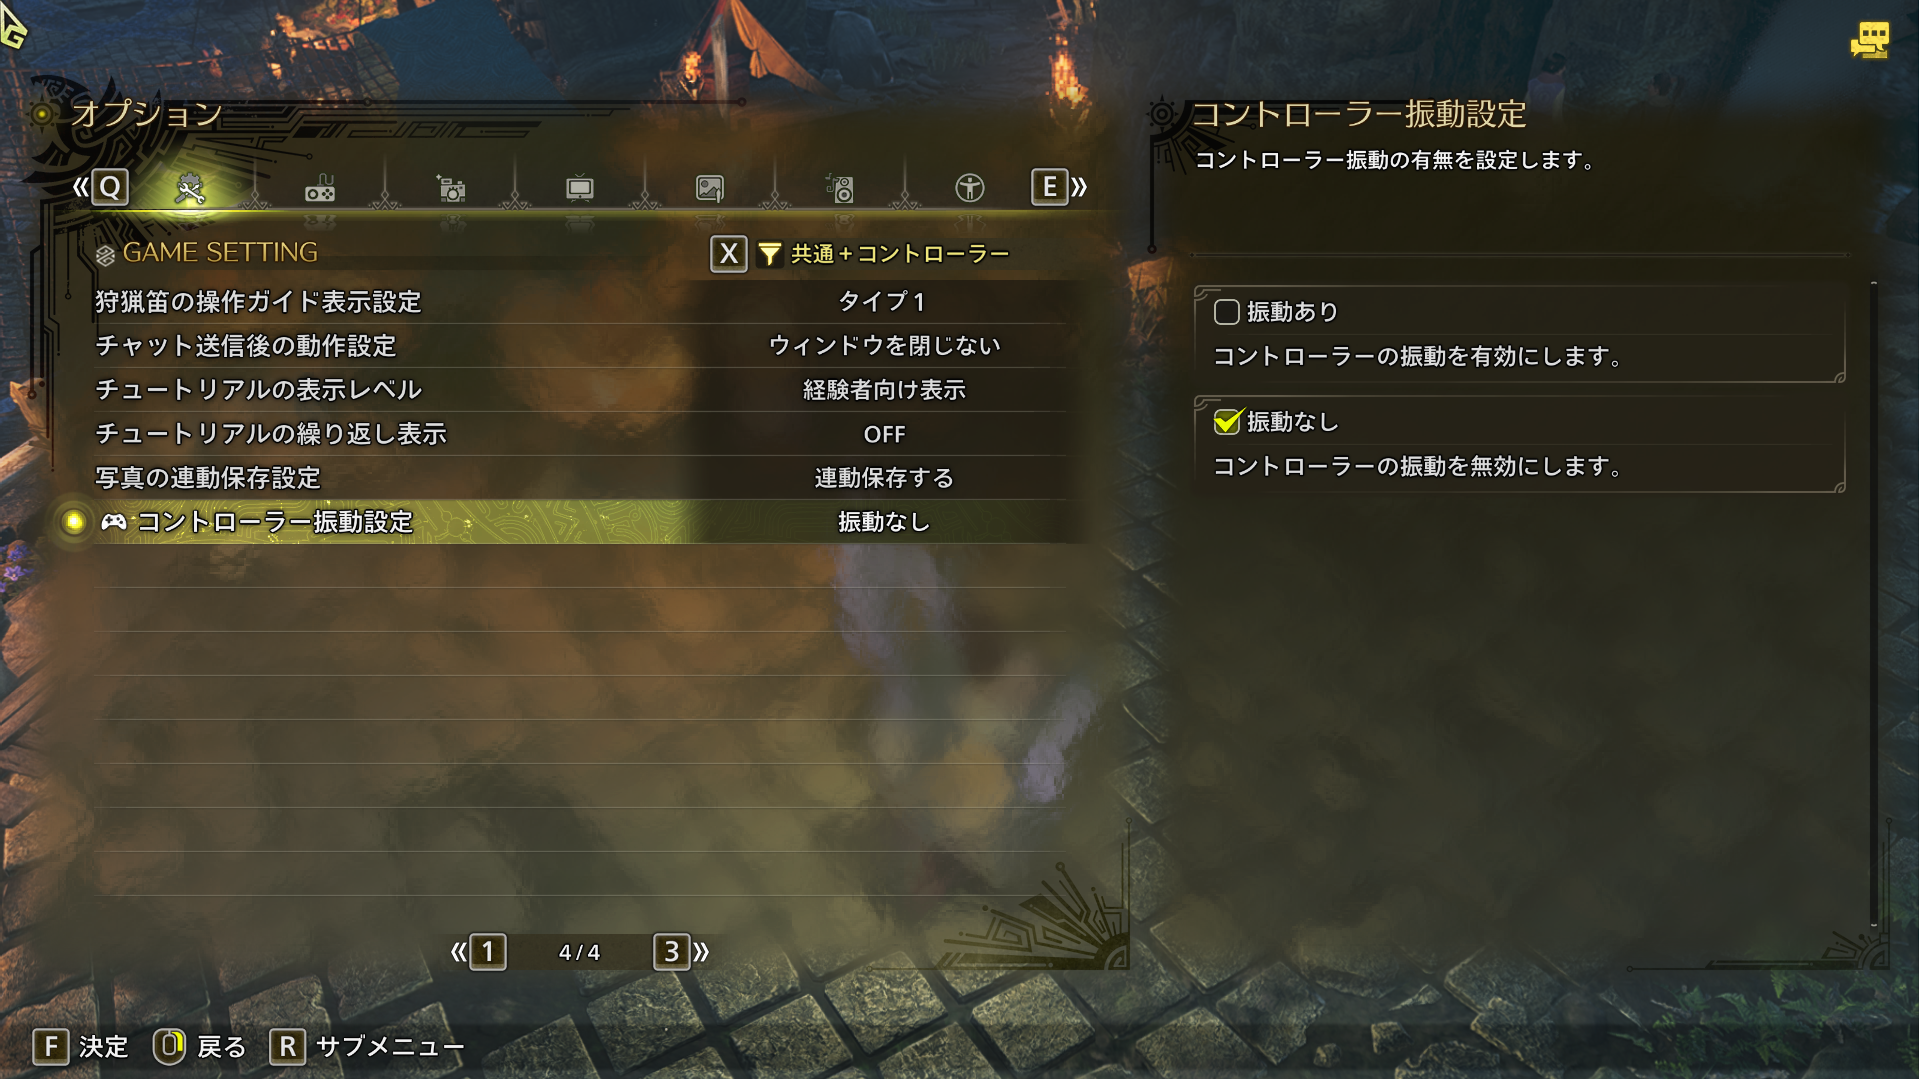 オプション
Q
E
GAME SETTING
X 共通+コントローラー
狩猟笛の操作ガイド表示設定 タイプ1
チャット送信後の動作設定 ウィンドウを閉じない
チュートリアルの表示レベル 経験者向け表示
チュートリアルの繰り返し表示 OFF
写真の連動保存設定 連動保存する
コントローラー振動設定 振動なし
1 4/4 3
コントローラー振動設定
コントローラー振動の有無を設定します。
振動あり
コントローラーの振動を有効にします。
振動なし
コントローラーの振動を無効にします。
F 決定 戻る R サブメニュー